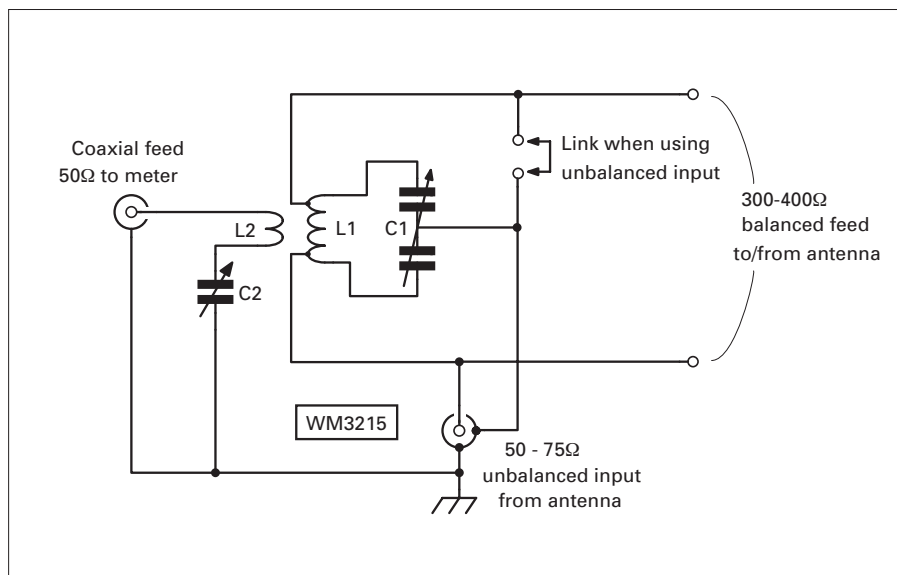 Coaxial feed
50Ω to meter
L2
L1
C1
C2
Link when using
unbalanced input
300-400Ω
balanced feed
to/from antenna
WM3215
50 - 75Ω
unbalanced input
from antenna